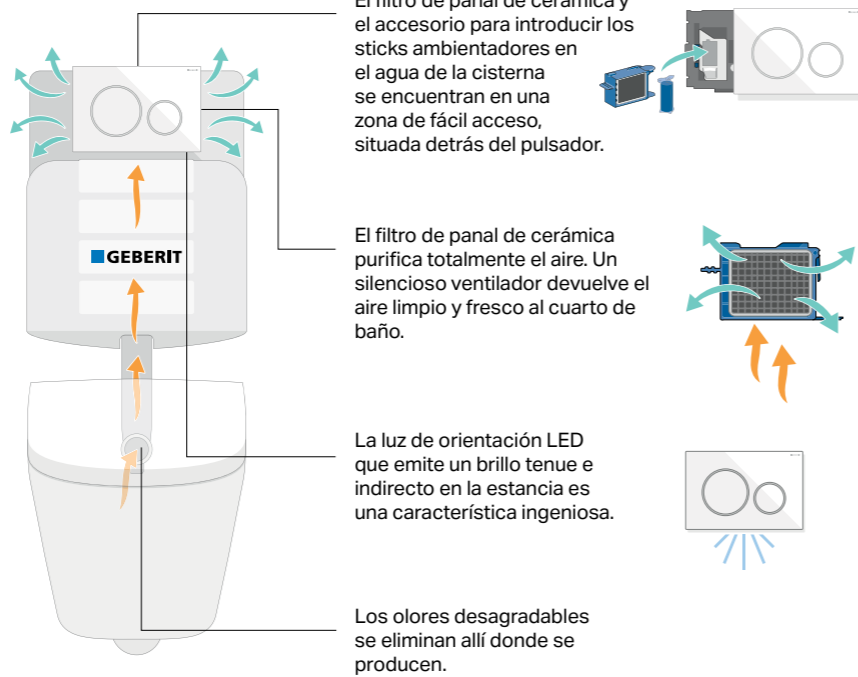 El filtro de panal de cerámica y
el accesorio para introducir los
sticks ambientadores en
el agua de la cisterna
se encuentran en una
zona de fácil acceso,
situada detrás del pulsador.
GEBERIT
El filtro de panal de cerámica
purifica totalmente el aire. Un
silencioso ventilador devuelve el
aire limpio y fresco al cuarto de
baño.
La luz de orientación LED
que emite un brillo tenue e
indirecto en la estancia es
una característica ingeniosa.
Los olores desagradables
se eliminan allí donde se
producen.